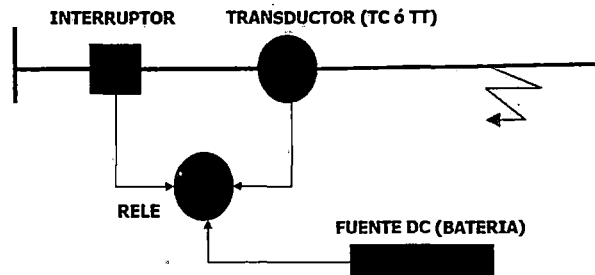 INTERRUPTOR
TRANSDUCTOR (TC ó TT)
RELE
FUENTE DC (BATERIA)